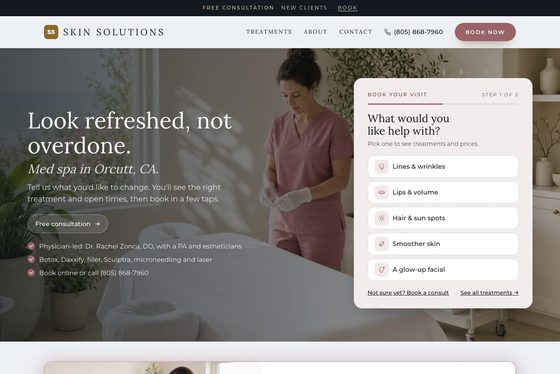 FREE CONSULTATION · NEW CLIENTS · BOOK
SS SKIN SOLUTIONS
TREATMENTS ABOUT CONTACT (805) 868-7960 BOOK NOW
Look refreshed, not
overdone.
Med spa in Orcutt, CA.
Tell us what you'd like to change. You'll see the right
treatment and open times, then book in a few taps.
Free consultation →
Physician-led: Dr. Rachel Zonca, DO, with a PA and estheticians
Botox, Daxxify, filler, Sculptra, microneedling and laser
Book online or call (805) 868-7960
BOOK YOUR VISIT STEP 1 OF 2
What would you
like help with?
Pick one to see treatments and prices.
Lines & wrinkles
Lips & volume
Hair & sun spots
Smoother skin
A glow-up facial
Not sure yet? Book a consult See all treatments →